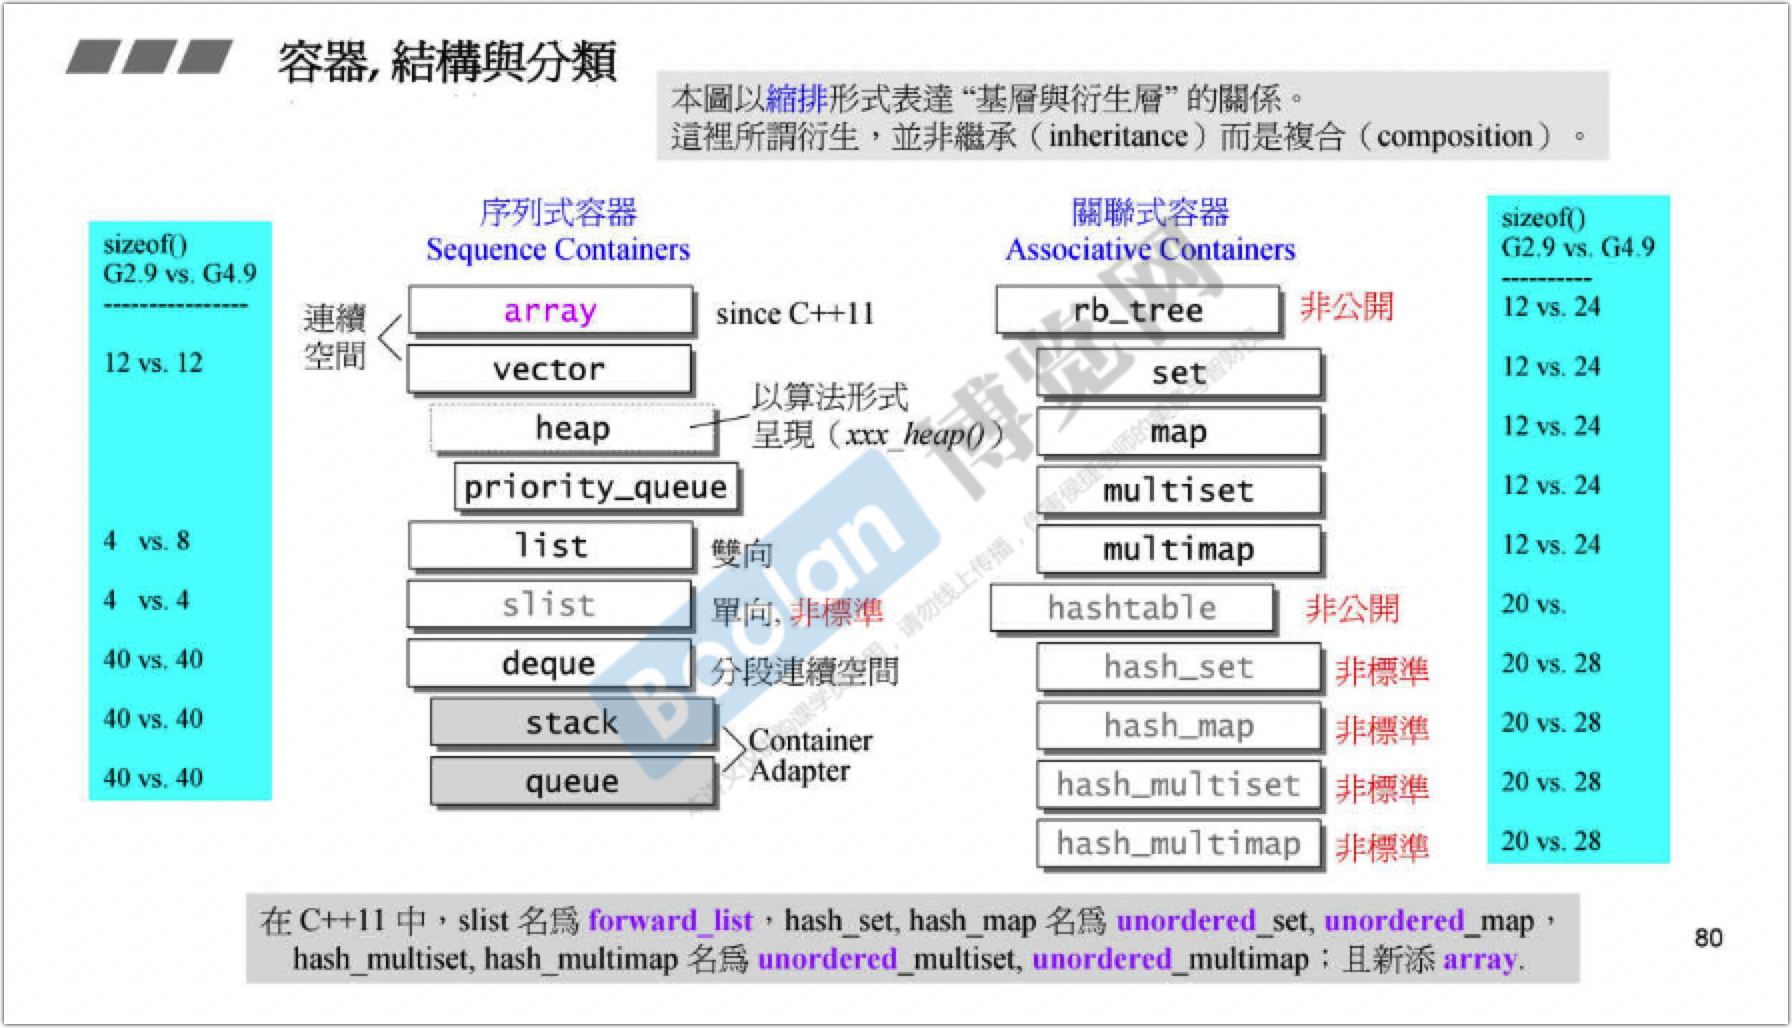 容器, 結構與分類
本圖以縮排形式表達 “基層與衍生層” 的關係。
這裡所謂衍生，並非繼承（inheritance）而是複合（composition）。
sizeof()
G2.9 vs. G4.9
----------------
12 vs. 12
4 vs. 8
4 vs. 4
40 vs. 40
40 vs. 40
40 vs. 40
序列式容器
Sequence Containers
連續
空間
array
since C++11
vector
heap
以算法形式
呈現（xxx_heap()）
priority_queue
list
雙向
slist
單向, 非標準
deque
分段連續空間
stack
queue
Container
Adapter
關聯式容器
Associative Containers
rb_tree
非公開
set
map
multiset
multimap
hashtable
非公開
hash_set
非標準
hash_map
非標準
hash_multiset
非標準
hash_multimap
非標準
sizeof()
G2.9 vs. G4.9
----------
12 vs. 24
12 vs. 24
12 vs. 24
12 vs. 24
12 vs. 24
20 vs.
20 vs. 28
20 vs. 28
20 vs. 28
20 vs. 28
在 C++11 中，slist 名爲 forward_list，hash_set, hash_map 名爲 unordered_set, unordered_map，
hash_multiset, hash_multimap 名爲 unordered_multiset, unordered_multimap；且新添 array.
80
Boolan
博览网